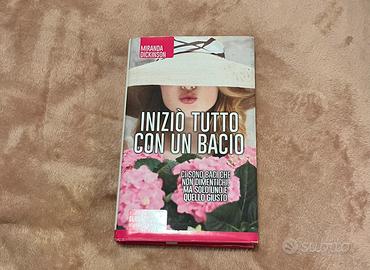 MIRANDA
DICKINSON
INIZIÒ TUTTO
CON UN BACIO
CI SONO BACI CHE
NON DIMENTICHI,
MA SOLO UNO È
QUELLO GIUSTO
subito